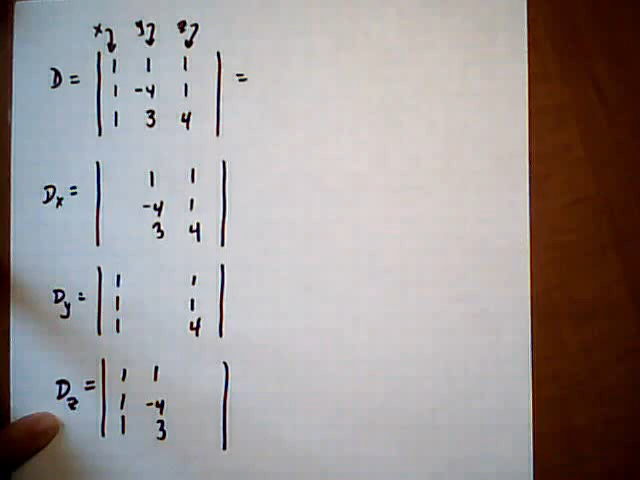 x y z
D = | 1 1 1 | =
| 1 -4 1 |
| 1 3 4 |
Dx = | 1 1 |
| -4 1 |
| 3 4 |
Dy = | 1 1 |
| 1 1 |
| 1 4 |
Dz = | 1 1 |
| 1 -4 |
| 1 3 |